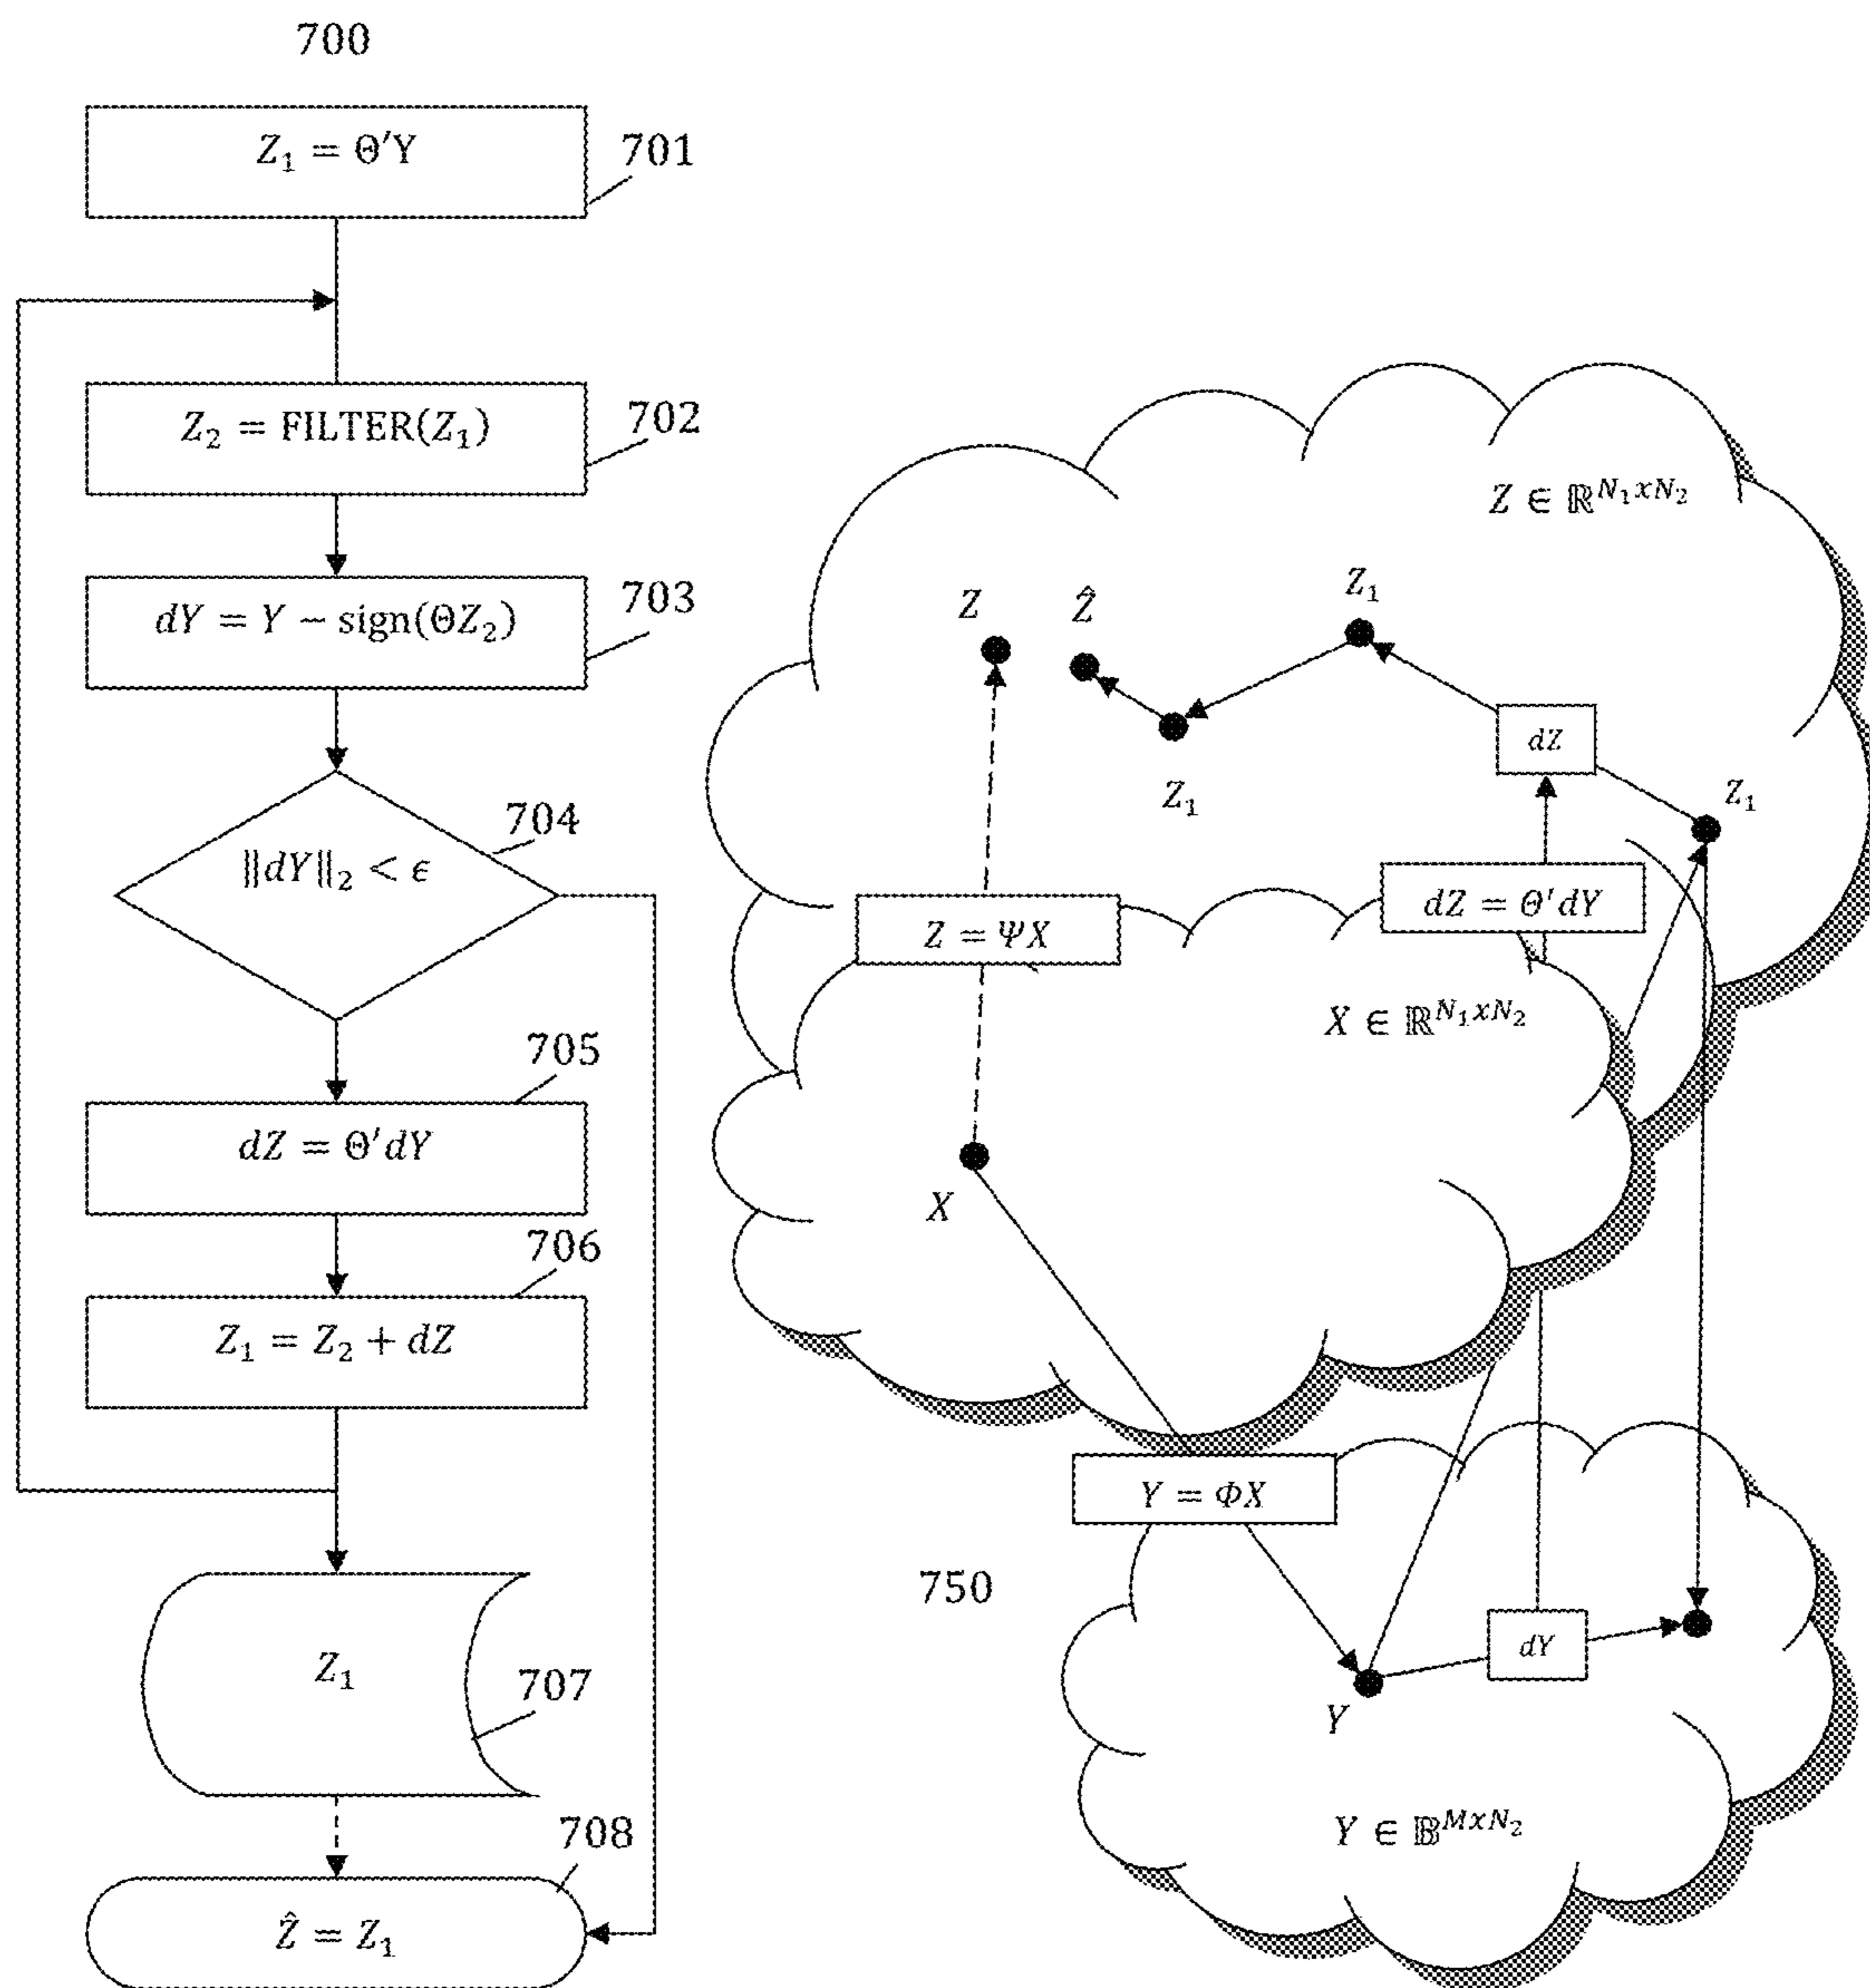 700
Z₁ = Θ′Y
701
Z₂ = FILTER(Z₁)
702
dY = Y − sign(ΘZ₂)
703
‖dY‖₂ < ϵ
704
dZ = Θ′dY
705
Z₁ = Z₂ + dZ
706
Z₁
707
Ẑ = Z₁
708
Z ∈ ℝ^{N₁xN₂}
Z
Ẑ
Z₁
Z₁
dZ
Z₁
Z = ΨX
dZ = Θ′dY
X ∈ ℝ^{N₁xN₂}
X
Y = ΦX
750
dY
Y
Y ∈ 𝔹^{MxN₂}